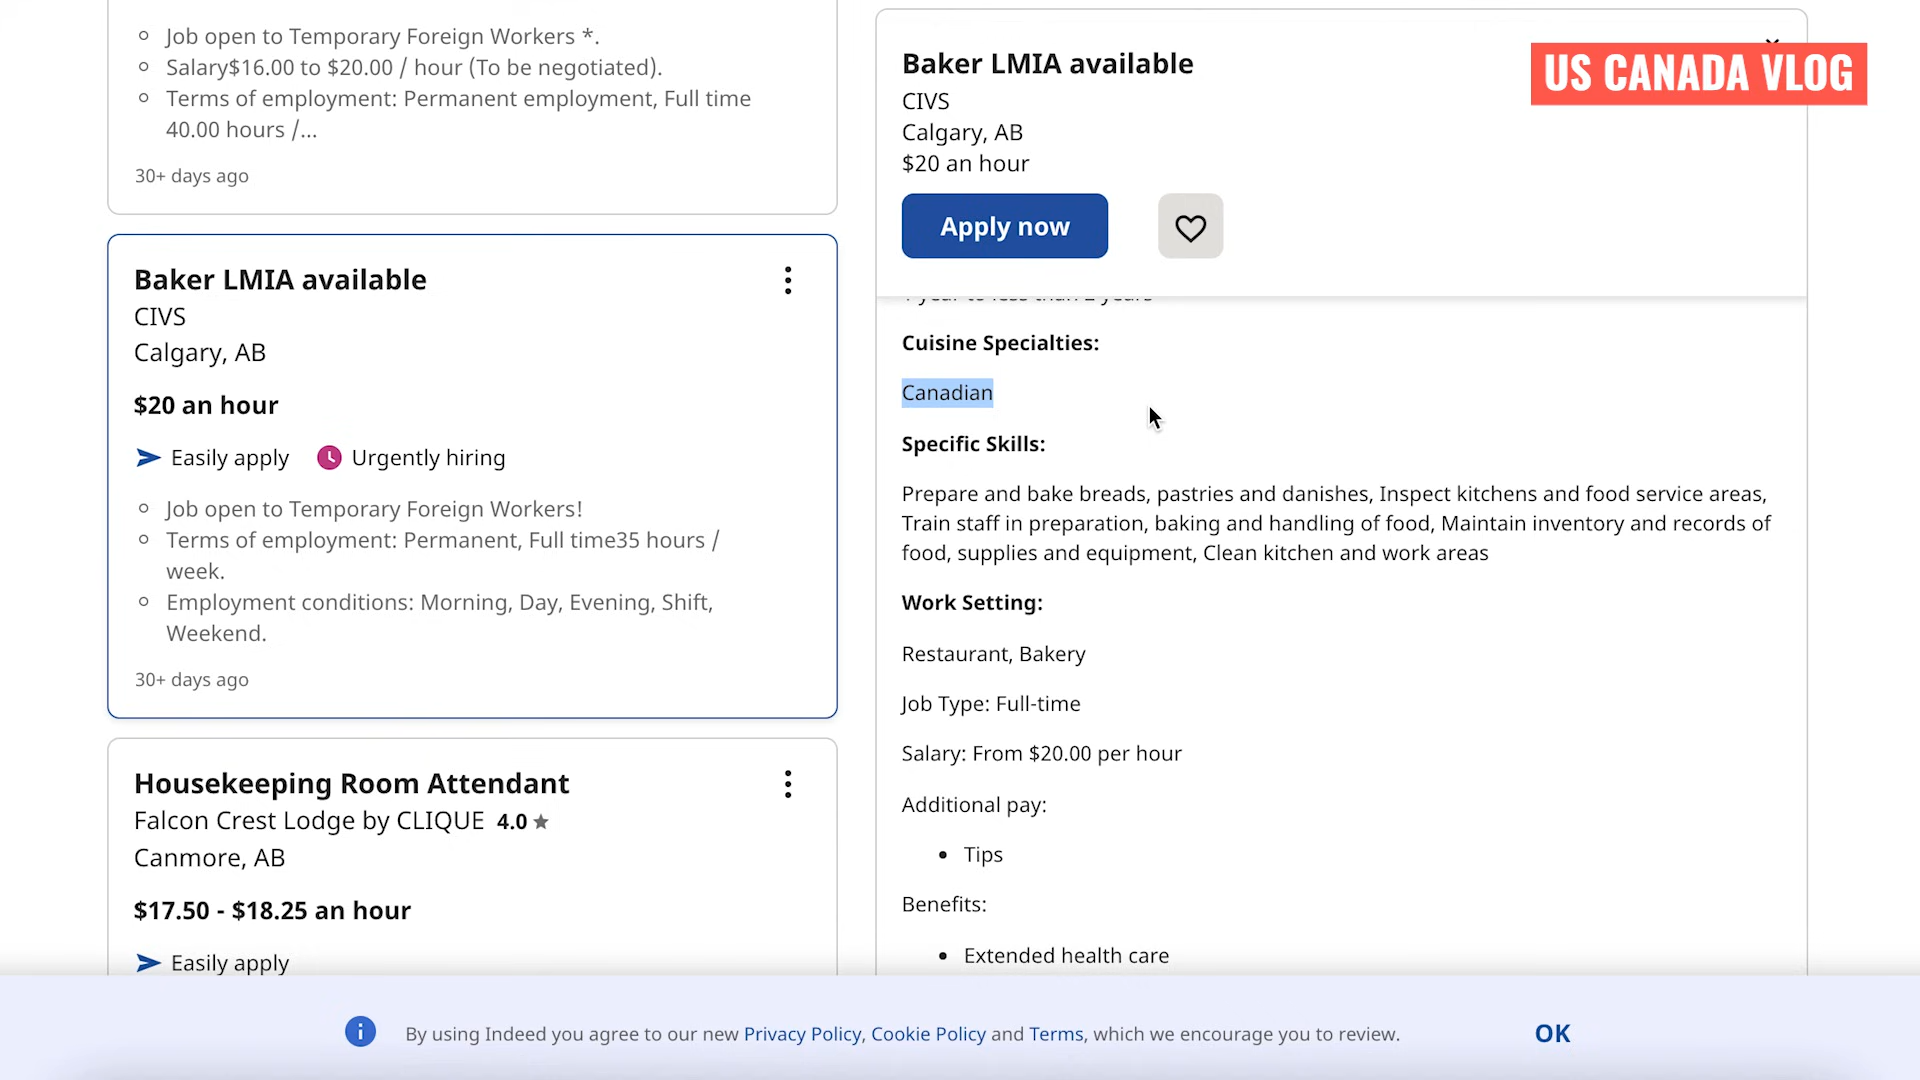 Job open to Temporary Foreign Workers *.
Salary$16.00 to $20.00 / hour (To be negotiated).
Terms of employment: Permanent employment, Full time
40.00 hours /...
30+ days ago
Baker LMIA available
CIVS
Calgary, AB
$20 an hour
Easily apply
Urgently hiring
Job open to Temporary Foreign Workers!
Terms of employment: Permanent, Full time35 hours /
week.
Employment conditions: Morning, Day, Evening, Shift,
Weekend.
30+ days ago
Housekeeping Room Attendant
Falcon Crest Lodge by CLIQUE 4.0
Canmore, AB
$17.50 - $18.25 an hour
Easily apply
US CANADA VLOG
Baker LMIA available
CIVS
Calgary, AB
$20 an hour
Apply now
Cuisine Specialties:
Canadian
Specific Skills:
Prepare and bake breads, pastries and danishes, Inspect kitchens and food service areas,
Train staff in preparation, baking and handling of food, Maintain inventory and records of
food, supplies and equipment, Clean kitchen and work areas
Work Setting:
Restaurant, Bakery
Job Type: Full-time
Salary: From $20.00 per hour
Additional pay:
Tips
Benefits:
Extended health care
By using Indeed you agree to our new Privacy Policy, Cookie Policy and Terms, which we encourage you to review.
OK